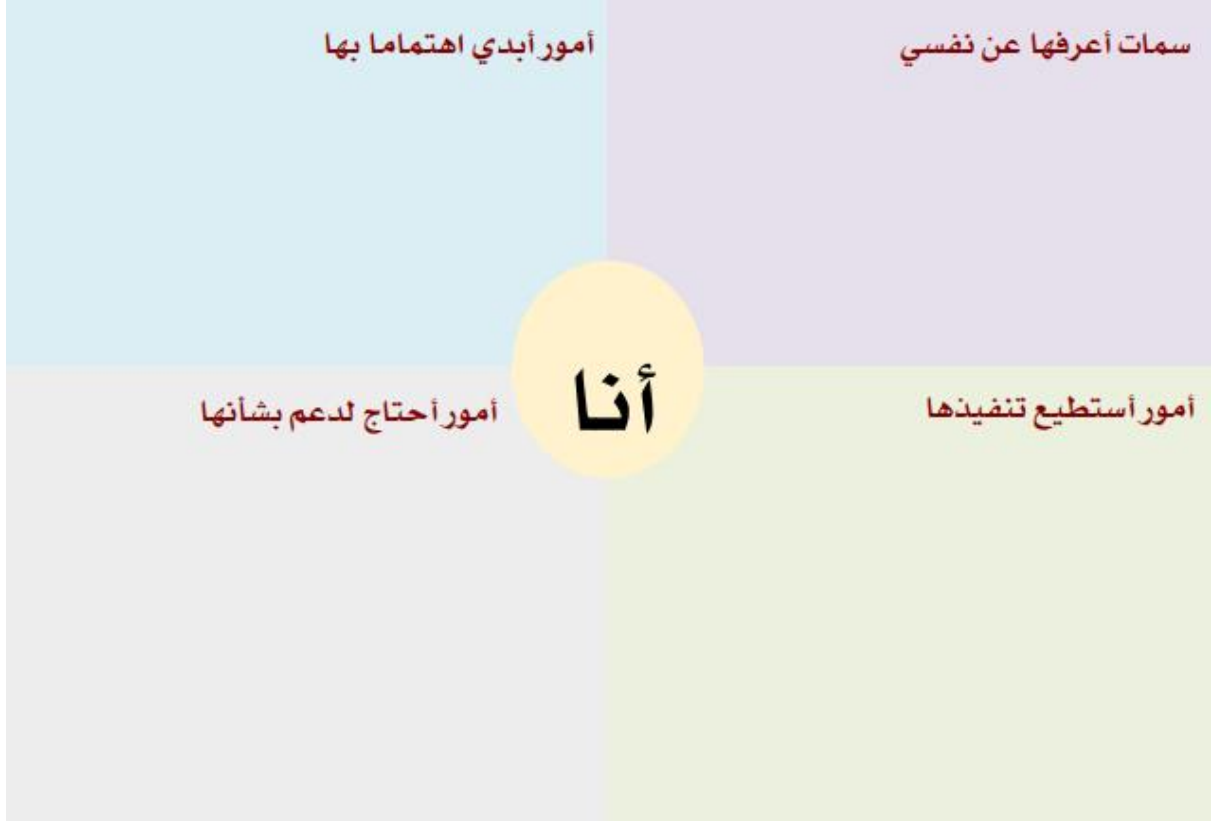 سمات أعرفها عن نفسي
أمور أبدي اهتماما بها
أنا
أمور أستطيع تنفيذها
أمور أحتاج لدعم بشأنها